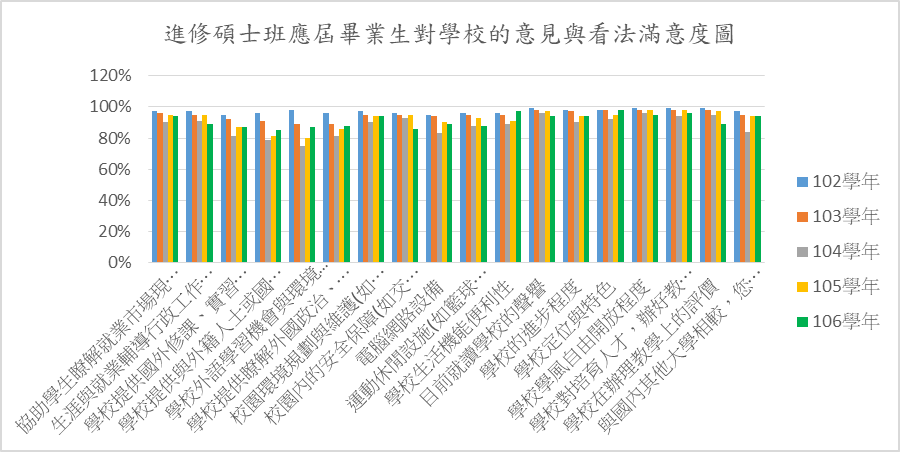 進修碩士班應屆畢業生對學校的意見與看法滿意度圖
120%
100%
80%
60%
40%
20%
0%
協助學生瞭解就業市場現…
生涯與就業輔導行政工作…
學校提供國外修課、實習…
學校提供與外籍人士或國…
學校外語學習機會與環境…
學校提供瞭解外國政治、…
校園環境規劃與維護(如…
校園內的安全保障(如交…
電腦網路設備
運動休閒設施(如籃球…
學校生活機能便利性
目前就讀學校的聲譽
學校的進步程度
學校定位與特色
學校學風自由開放程度
學校對培育人才，辦好教…
學校在辦理教學上的評價
與國內其他大學相較，您…
102學年
103學年
104學年
105學年
106學年